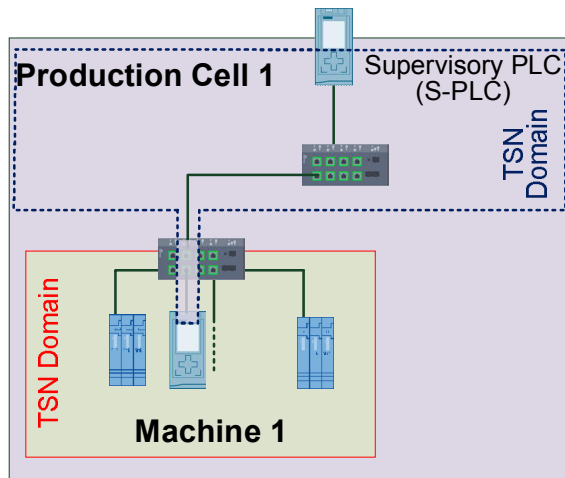 Production Cell 1
Supervisory PLC
(S-PLC)
TSN
Domain
TSN Domain
Machine 1